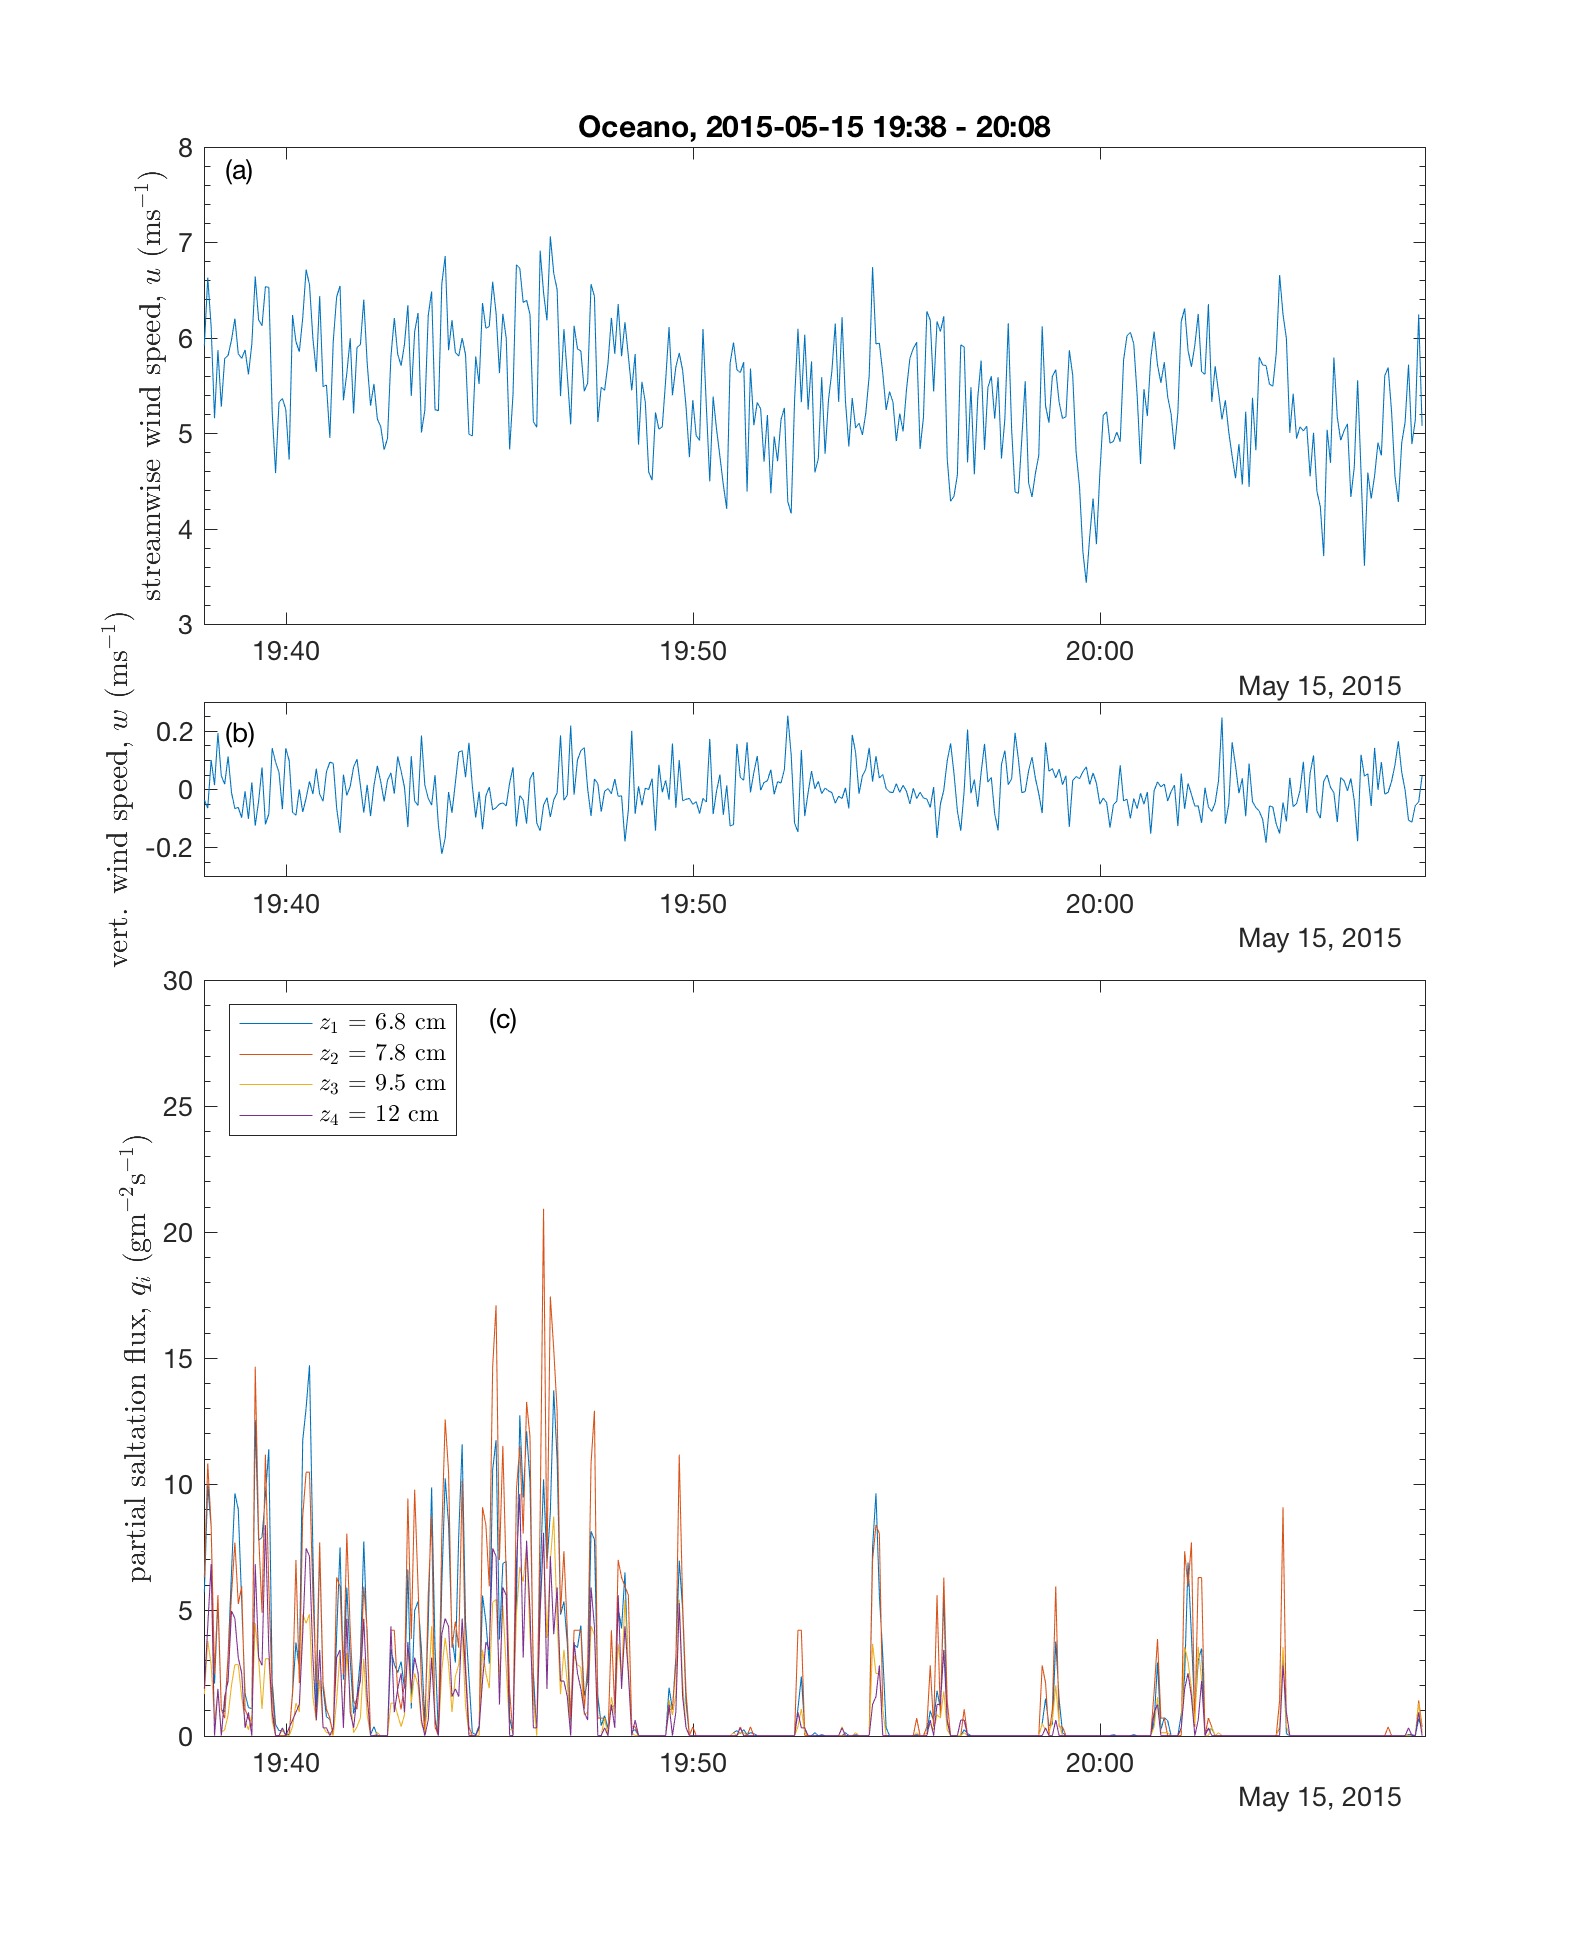 Oceano, 2015-05-15 19:38 - 20:08
(a)
streamwise wind speed, u (ms⁻¹)
8
7
6
5
4
3
19:40 19:50 20:00
May 15, 2015
(b)
vert. wind speed, w (ms⁻¹)
0.2
0
-0.2
19:40 19:50 20:00
May 15, 2015
(c)
partial saltation flux, qᵢ (gm⁻²s⁻¹)
30
25
20
15
10
5
0
z₁ = 6.8 cm
z₂ = 7.8 cm
z₃ = 9.5 cm
z₄ = 12 cm
19:40 19:50 20:00
May 15, 2015